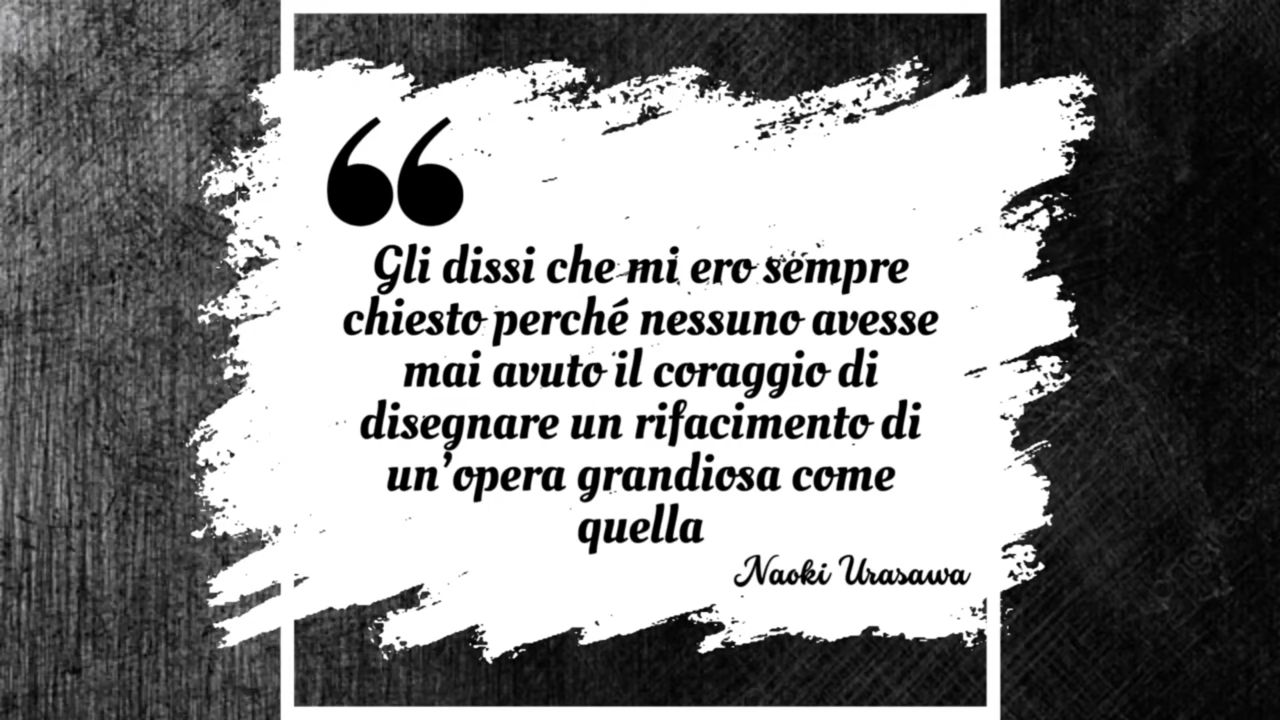 “
Gli dissi che mi ero sempre
chiesto perché nessuno avesse
mai avuto il coraggio di
disegnare un rifacimento di
un’opera grandiosa come
quella
Naoki Urasawa